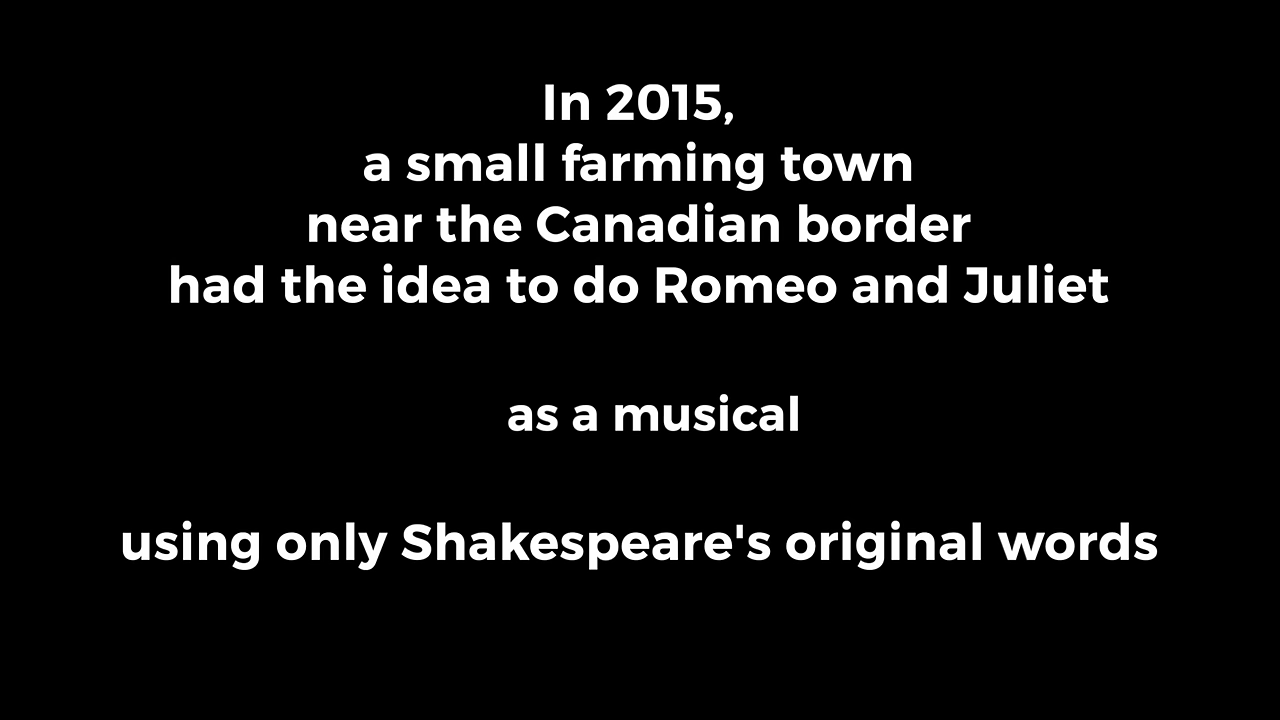 In 2015,
a small farming town
near the Canadian border
had the idea to do Romeo and Juliet
as a musical
using only Shakespeare's original words